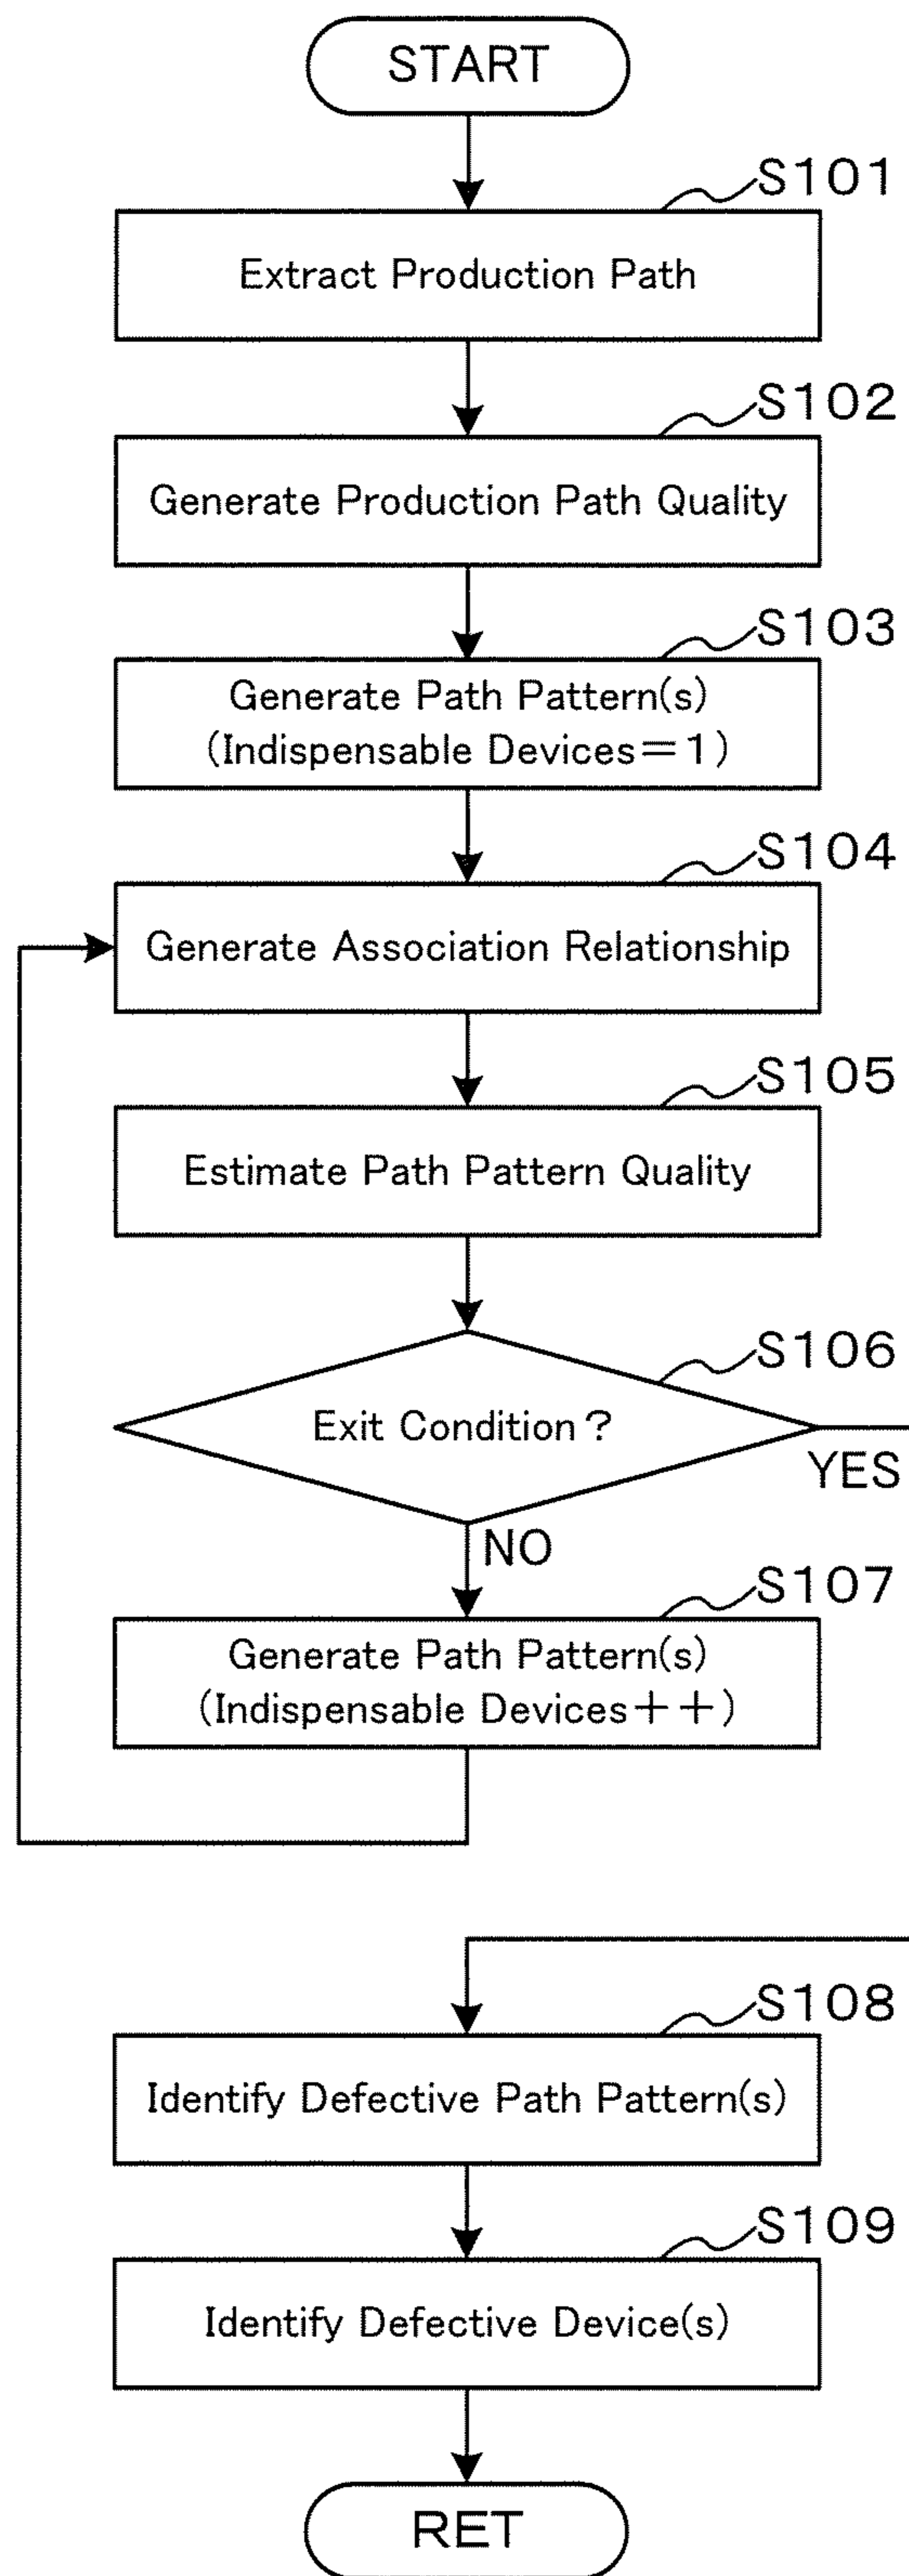 START
S101
Extract Production Path
S102
Generate Production Path Quality
S103
Generate Path Pattern(s)
(Indispensable Devices=1)
S104
Generate Association Relationship
S105
Estimate Path Pattern Quality
S106
Exit Condition?
YES
NO
S107
Generate Path Pattern(s)
(Indispensable Devices++)
S108
Identify Defective Path Pattern(s)
S109
Identify Defective Device(s)
RET